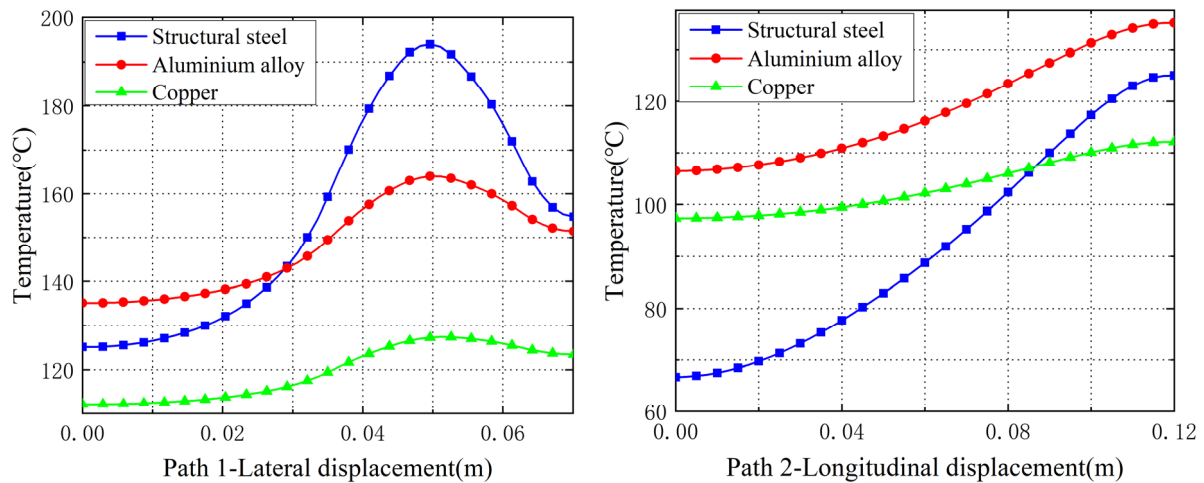 200
180
160
140
120
Temperature(℃)
Structural steel
Aluminium alloy
Copper
0.00
0.02
0.04
0.06
Path 1-Lateral displacement(m)
120
100
80
60
Temperature(℃)
Structural steel
Aluminium alloy
Copper
0.00
0.04
0.08
0.12
Path 2-Longitudinal displacement(m)